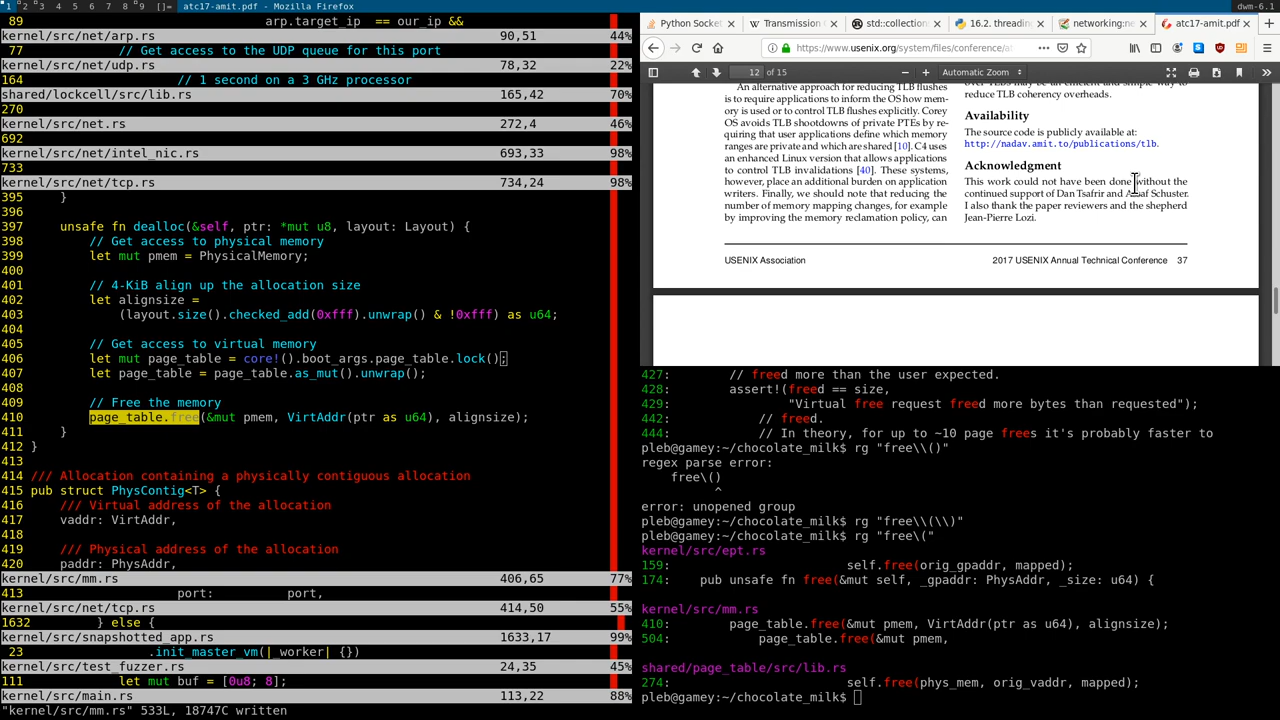 1 2 3 4 5 6 7 8 9 []= atc17-amit.pdf - Mozilla Firefox
dwm-6.1
89 arp.target_ip == our_ip &&
kernel/src/net/arp.rs 90,51 44%
77 // Get access to the UDP queue for this port
kernel/src/net/udp.rs 78,32 22%
164 // 1 second on a 3 GHz processor
shared/lockcell/src/lib.rs 165,42 70%
270
kernel/src/net.rs 272,4 46%
692
kernel/src/net/intel_nic.rs 693,33 98%
733
kernel/src/net/tcp.rs 734,24 98%
395 }
396
397 unsafe fn dealloc(&self, ptr: *mut u8, layout: Layout) {
398 // Get access to physical memory
399 let mut pmem = PhysicalMemory;
400
401 // 4-KiB align up the allocation size
402 let alignsize =
403 (layout.size().checked_add(0xfff).unwrap() & !0xfff) as u64;
404
405 // Get access to virtual memory
406 let mut page_table = core!().boot_args.page_table.lock();
407 let page_table = page_table.as_mut().unwrap();
408
409 // Free the memory
410 page_table.free(&mut pmem, VirtAddr(ptr as u64), alignsize);
411 }
412 }
413
414 /// Allocation containing a physically contiguous allocation
415 pub struct PhysContig<T> {
416 /// Virtual address of the allocation
417 vaddr: VirtAddr,
418
419 /// Physical address of the allocation
420 paddr: PhysAddr,
kernel/src/mm.rs 406,65 77%
413 port: port,
kernel/src/net/tcp.rs 414,50 55%
1632 } else {
kernel/src/snapshotted_app.rs 1633,17 99%
23 .init_master_vm(|_worker| {})
kernel/src/test_fuzzer.rs 24,35 45%
111 let mut buf = [0u8; 8];
kernel/src/main.rs 113,22 88%
"kernel/src/mm.rs" 533L, 18747C written
Python Socket
Transmission C
std::collection
16.2. threading
networking:ne
atc17-amit.pdf
https://www.usenix.org/system/files/conference/a
12 of 15
Automatic Zoom
An alternative approach for reducing TLB flushes
is to require applications to inform the OS how mem-
ory is used or to control TLB flushes explicitly. Corey
OS avoids TLB shootdowns of private PTEs by re-
quiring that user applications define which memory
ranges are private and which are shared [10]. C4 uses
an enhanced Linux version that allows applications
to control TLB invalidations [40]. These systems,
however, place an additional burden on application
writers. Finally, we should note that reducing the
number of memory mapping changes, for example
by improving the memory reclamation policy, can
reduce TLB coherency overheads.
Availability
The source code is publicly available at:
http://nadav.amit.to/publications/tlb.
Acknowledgment
This work could not have been done without the
continued support of Dan Tsafrir and Assaf Schuster.
I also thank the paper reviewers and the shepherd
Jean-Pierre Lozi.
USENIX Association
2017 USENIX Annual Technical Conference 37
427: // freed more than the user expected.
428: assert!(freed == size,
429: "Virtual free request freed more bytes than requested");
442: // freed.
444: // In theory, for up to ~10 page frees it's probably faster to
pleb@gamey:~/chocolate_milk$ rg "free\\()"
regex parse error:
free\()
^
error: unopened group
pleb@gamey:~/chocolate_milk$ rg "free\\(\\)"
pleb@gamey:~/chocolate_milk$ rg "free\("
kernel/src/ept.rs
159: self.free(orig_gpaddr, mapped);
174: pub unsafe fn free(&mut self, _gpaddr: PhysAddr, _size: u64) {
kernel/src/mm.rs
410: page_table.free(&mut pmem, VirtAddr(ptr as u64), alignsize);
504: page_table.free(&mut pmem,
shared/page_table/src/lib.rs
274: self.free(phys_mem, orig_vaddr, mapped);
pleb@gamey:~/chocolate_milk$